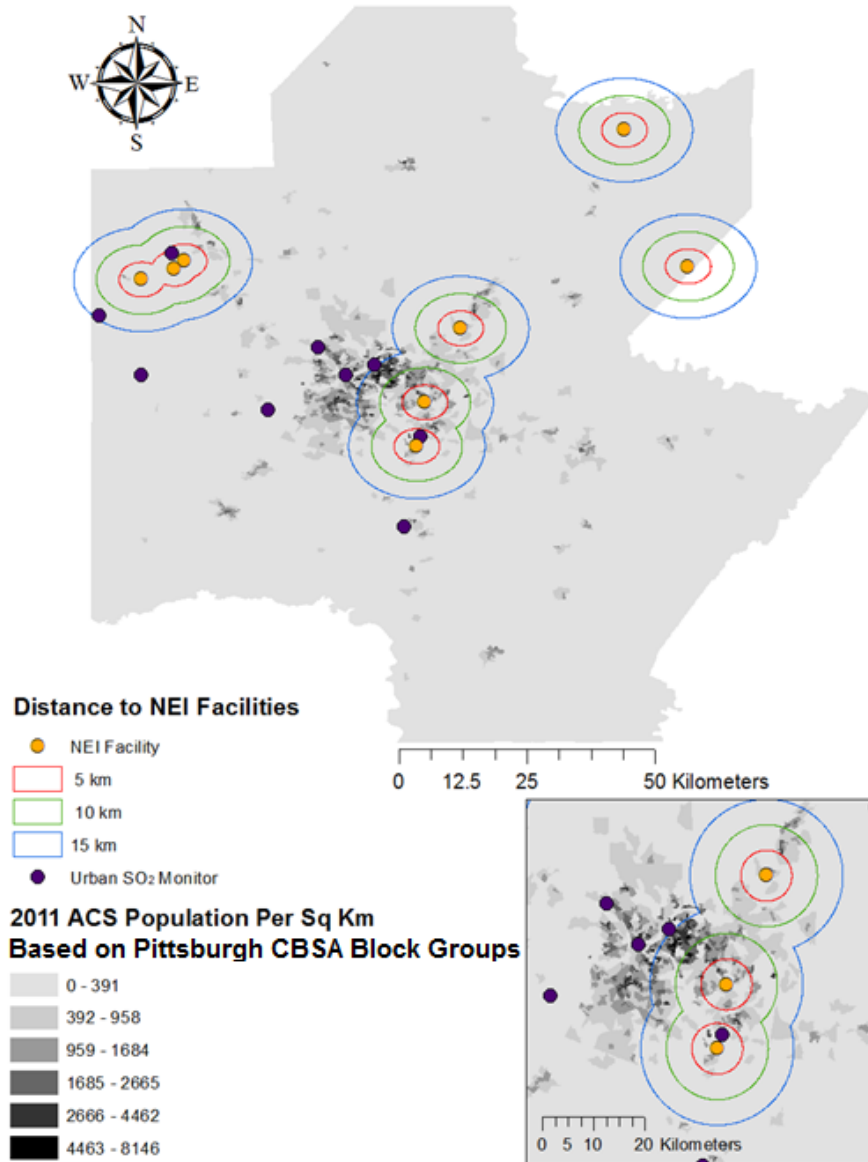 N
W E
S
Distance to NEI Facilities
NEI Facility
5 km
10 km
15 km
Urban SO₂ Monitor
0 12.5 25 50 Kilometers
2011 ACS Population Per Sq Km
Based on Pittsburgh CBSA Block Groups
0 - 391
392 - 958
959 - 1684
1685 - 2665
2666 - 4462
4463 - 8146
0 5 10 20 Kilometers